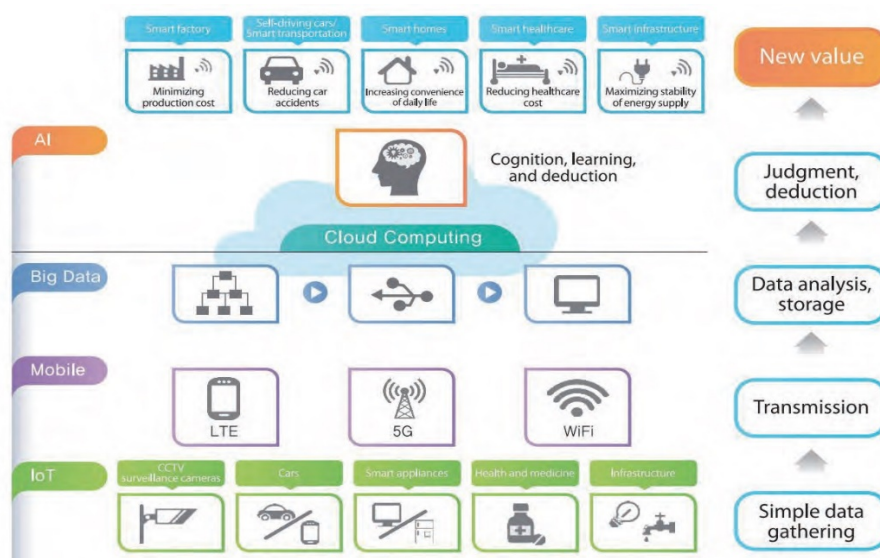 Smart factory
Minimizing
production cost
Self-driving cars/
Smart transportation
Reducing car
accidents
Smart homes
Increasing convenience
of daily life
Smart healthcare
Reducing healthcare
cost
Smart infrastructure
Maximizing stability
of energy supply
New value
AI
Cognition, learning,
and deduction
Judgment,
deduction
Cloud Computing
Big Data
Data analysis,
storage
Mobile
LTE
5G
WiFi
Transmission
IoT
CCTV
surveillance cameras
Cars
Smart appliances
Health and medicine
Infrastructure
Simple data
gathering